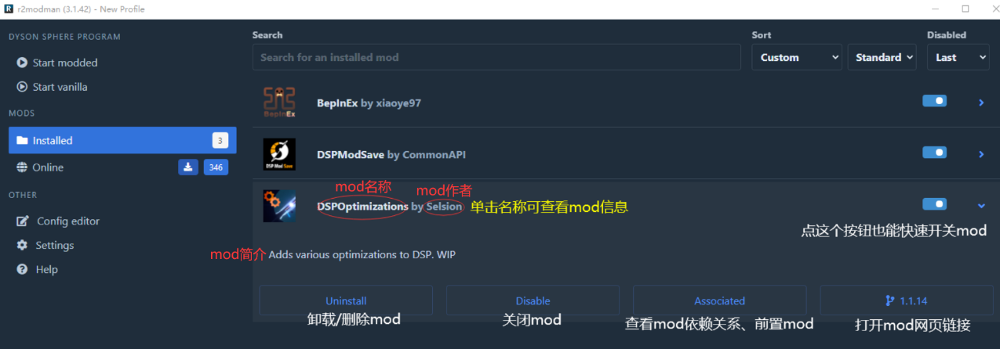 r2modman (3.1.42) - New Profile
DYSON SPHERE PROGRAM
Start modded
Start vanilla
MODS
Installed 3
Online 346
OTHER
Config editor
Settings
Help
Search
Search for an installed mod
Sort
Custom
Standard
Disabled
Last
BepInEx
BepInEx by xiaoye97
DSP Mod Save
DSPModSave by CommonAPI
mod名称
mod作者
DSPOptimizations by Selsion
单击名称可查看mod信息
点这个按钮也能快速开关mod
mod简介
Adds various optimizations to DSP. WIP
Uninstall
Disable
Associated
1.1.14
卸载/删除mod
关闭mod
查看mod依赖关系、前置mod
打开mod网页链接